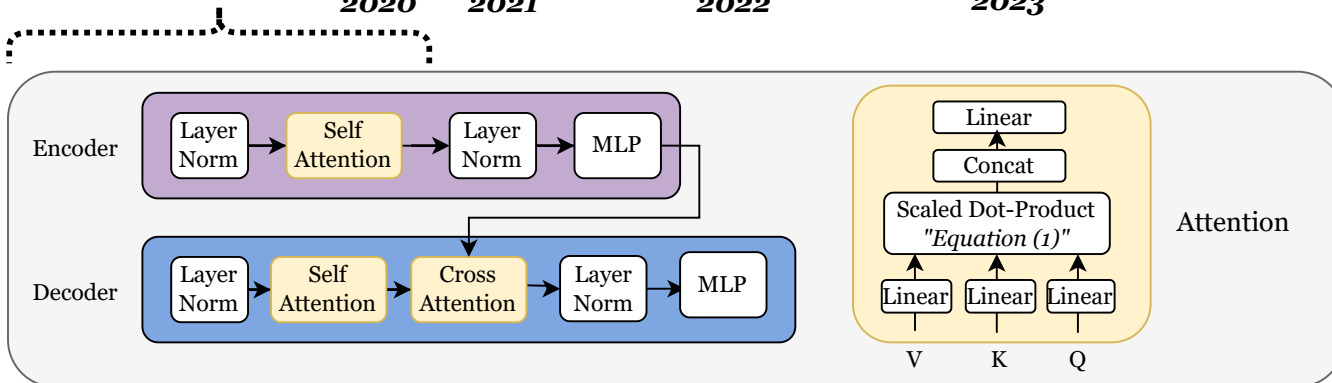 2020 2021 2022 2023
Encoder
Layer
Norm
Self
Attention
Layer
Norm
MLP
Decoder
Layer
Norm
Self
Attention
Cross
Attention
Layer
Norm
MLP
Linear
Concat
Scaled Dot-Product
"Equation (1)"
Linear Linear Linear
V K Q
Attention